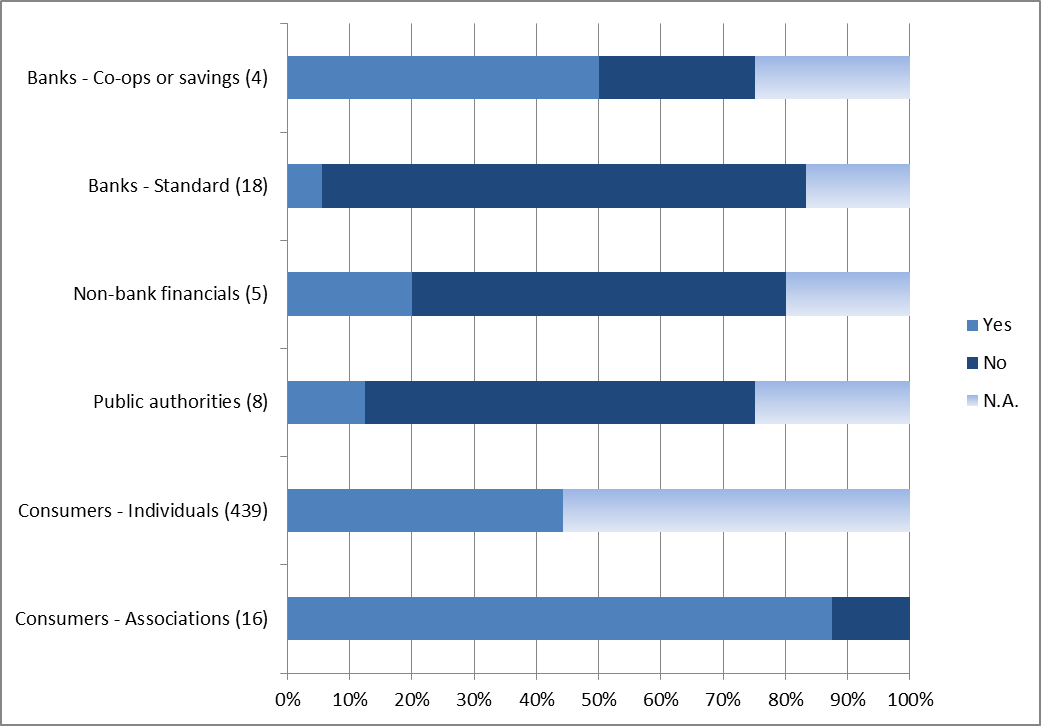 Banks - Co-ops or savings (4)
Banks - Standard (18)
Non-bank financials (5)
Public authorities (8)
Consumers - Individuals (439)
Consumers - Associations (16)
0% 10% 20% 30% 40% 50% 60% 70% 80% 90% 100%
Yes
No
N.A.